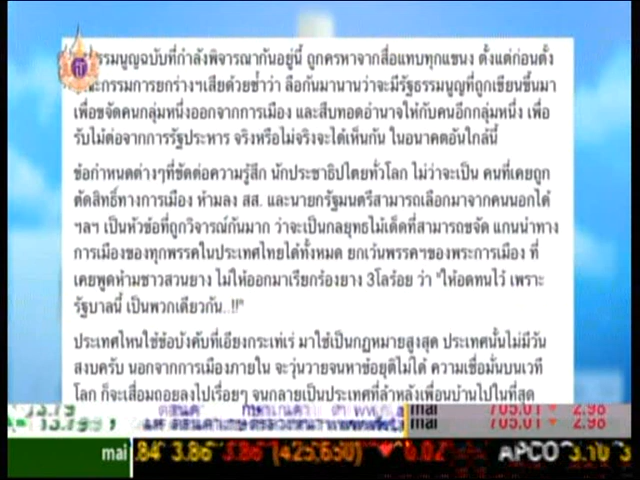 ธรรมนูญฉบับที่กำลังพิจารณากันอยู่นี้ ถูกครหาจากสื่อแทบทุกแขนง ตั้งแต่ก่อนตั้ง
กรรมการยกร่างฯเสียด้วยซ้ำว่า ลือกันมานานว่าจะมีรัฐธรรมนูญที่ถูกเขียนขึ้นมา
เพื่อขจัดคนกลุ่มหนึ่งออกจากการเมือง และสืบทอดอำนาจให้กับคนอีกกลุ่มหนึ่ง เพื่อ
รับไม้ต่อจากการรัฐประหาร จริงหรือไม่จริงจะได้เห็นกัน ในอนาคตอันใกล้นี้
ข้อกำหนดต่างๆที่ขัดต่อความรู้สึก นักประชาธิปไตยทั่วโลก ไม่ว่าจะเป็น คนที่เคยถูก
ตัดสิทธิ์ทางการเมือง ห้ามลง สส. และนายกรัฐมนตรีสามารถเลือกมาจากคนนอกได้
ฯลฯ เป็นหัวข้อที่ถูกวิจารณ์กันมาก ว่าจะเป็นกลยุทธไม้เด็ดที่สามารถขจัด แกนนำทาง
การเมืองของทุกพรรคในประเทศไทยได้ทั้งหมด ยกเว้นพรรคฯของพระการเมือง ที่
เคยพูดห้ามชาวสวนยาง ไม่ให้ออกมาเรียกร้องยาง 3โลร้อย ว่า "ให้อดทนไว้ เพราะ
รัฐบาลนี้ เป็นพวกเดียวกัน..!!"
ประเทศไหนใช้ข้อบังคับที่เอียงกระเท่เร่ มาใช้เป็นกฎหมายสูงสุด ประเทศนั้นไม่มีวัน
สงบครับ นอกจากการเมืองภายใน จะวุ่นวายจนหาข้อยุติไม่ได้ ความเชื่อมั่นบนเวที
โลก ก็จะเสื่อมถอยลงไปเรื่อยๆ จนกลายเป็นประเทศที่ล้าหลังเพื่อนบ้านไปในที่สุด
mai 705.01 2.98
mai .84 3.86 3.86 0.02 APCO 3.10